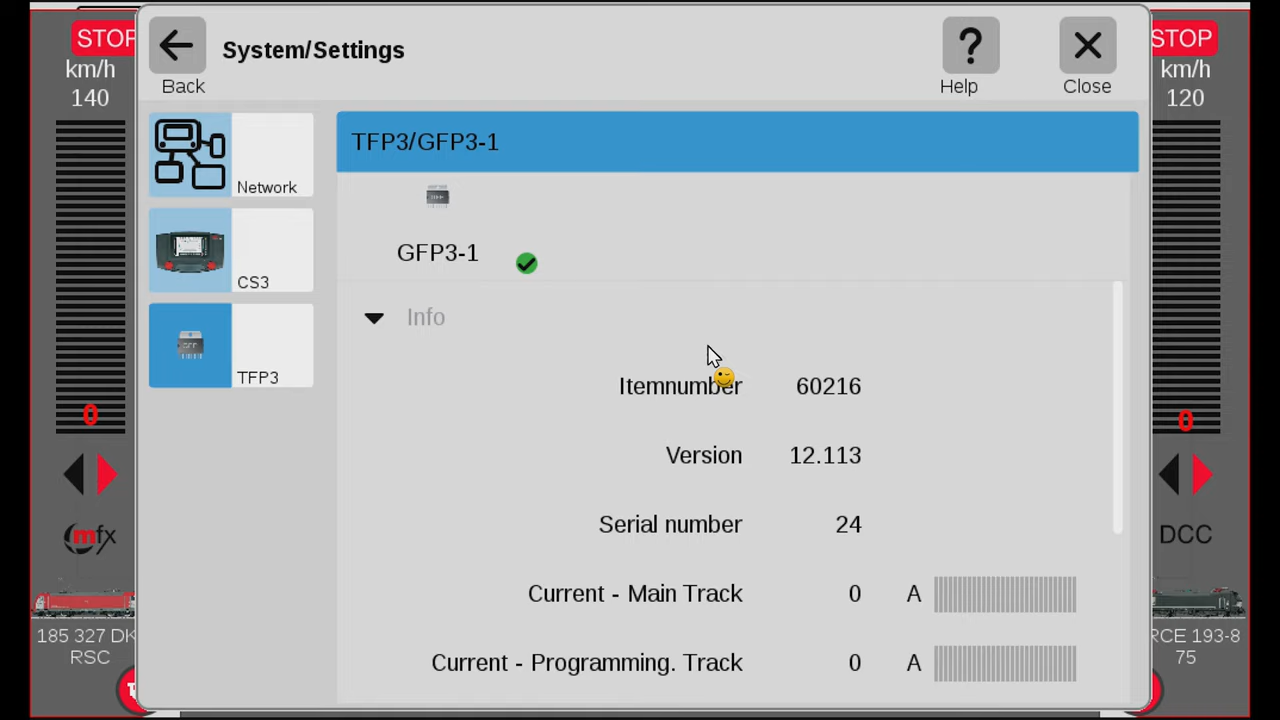 STOP
km/h
140
0
mfx
185 327 DK
RSC
Back
System/Settings
Help
Close
Network
CS3
TFP3
TFP3/GFP3-1
GFP3-1
Info
Itemnumber 60216
Version 12.113
Serial number 24
Current - Main Track 0 A
Current - Programming. Track 0 A
STOP
km/h
120
0
DCC
RCE 193-8
75